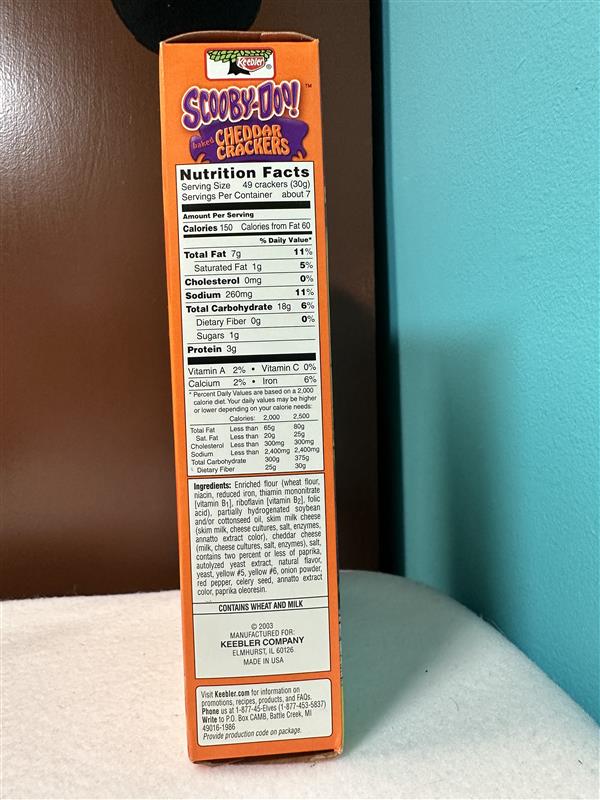 Keebler®
SCOOBY-DOO!™
baked CHEDDAR
CRACKERS
Nutrition Facts
Serving Size 49 crackers (30g)
Servings Per Container about 7
Amount Per Serving
Calories 150 Calories from Fat 60
% Daily Value*
Total Fat 7g 11%
Saturated Fat 1g 5%
Cholesterol 0mg 0%
Sodium 260mg 11%
Total Carbohydrate 18g 6%
Dietary Fiber 0g 0%
Sugars 1g
Protein 3g
Vitamin A 2% • Vitamin C 0%
Calcium 2% • Iron 6%
* Percent Daily Values are based on a 2,000
calorie diet. Your daily values may be higher
or lower depending on your calorie needs:
Calories: 2,000 2,500
Total Fat Less than 65g 80g
Sat. Fat Less than 20g 25g
Cholesterol Less than 300mg 300mg
Sodium Less than 2,400mg 2,400mg
Total Carbohydrate 300g 375g
Dietary Fiber 25g 30g
Ingredients: Enriched flour (wheat flour,
niacin, reduced iron, thiamin mononitrate
[vitamin B1], riboflavin [vitamin B2], folic
acid), partially hydrogenated soybean
and/or cottonseed oil, skim milk cheese
(skim milk, cheese cultures, salt, enzymes,
annatto extract color), cheddar cheese
(milk, cheese cultures, salt, enzymes), salt,
contains two percent or less of paprika,
autolyzed yeast extract, natural flavor,
yeast, yellow #5, yellow #6, onion powder,
red pepper, celery seed, annatto extract
color, paprika oleoresin.
CONTAINS WHEAT AND MILK
© 2003
MANUFACTURED FOR:
KEEBLER COMPANY
ELMHURST, IL 60126
MADE IN USA
Visit Keebler.com for information on
promotions, recipes, products, and FAQs.
Phone us at 1-877-45-Elves (1-877-453-5837)
Write to P.O. Box CAMB, Battle Creek, MI
49016-1986
Provide production code on package.